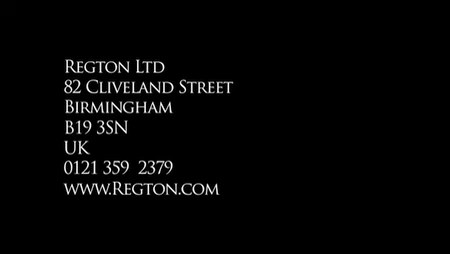 Regton Ltd
82 Cliveland Street
Birmingham
B19 3SN
UK
0121 359 2379
www.Regton.com